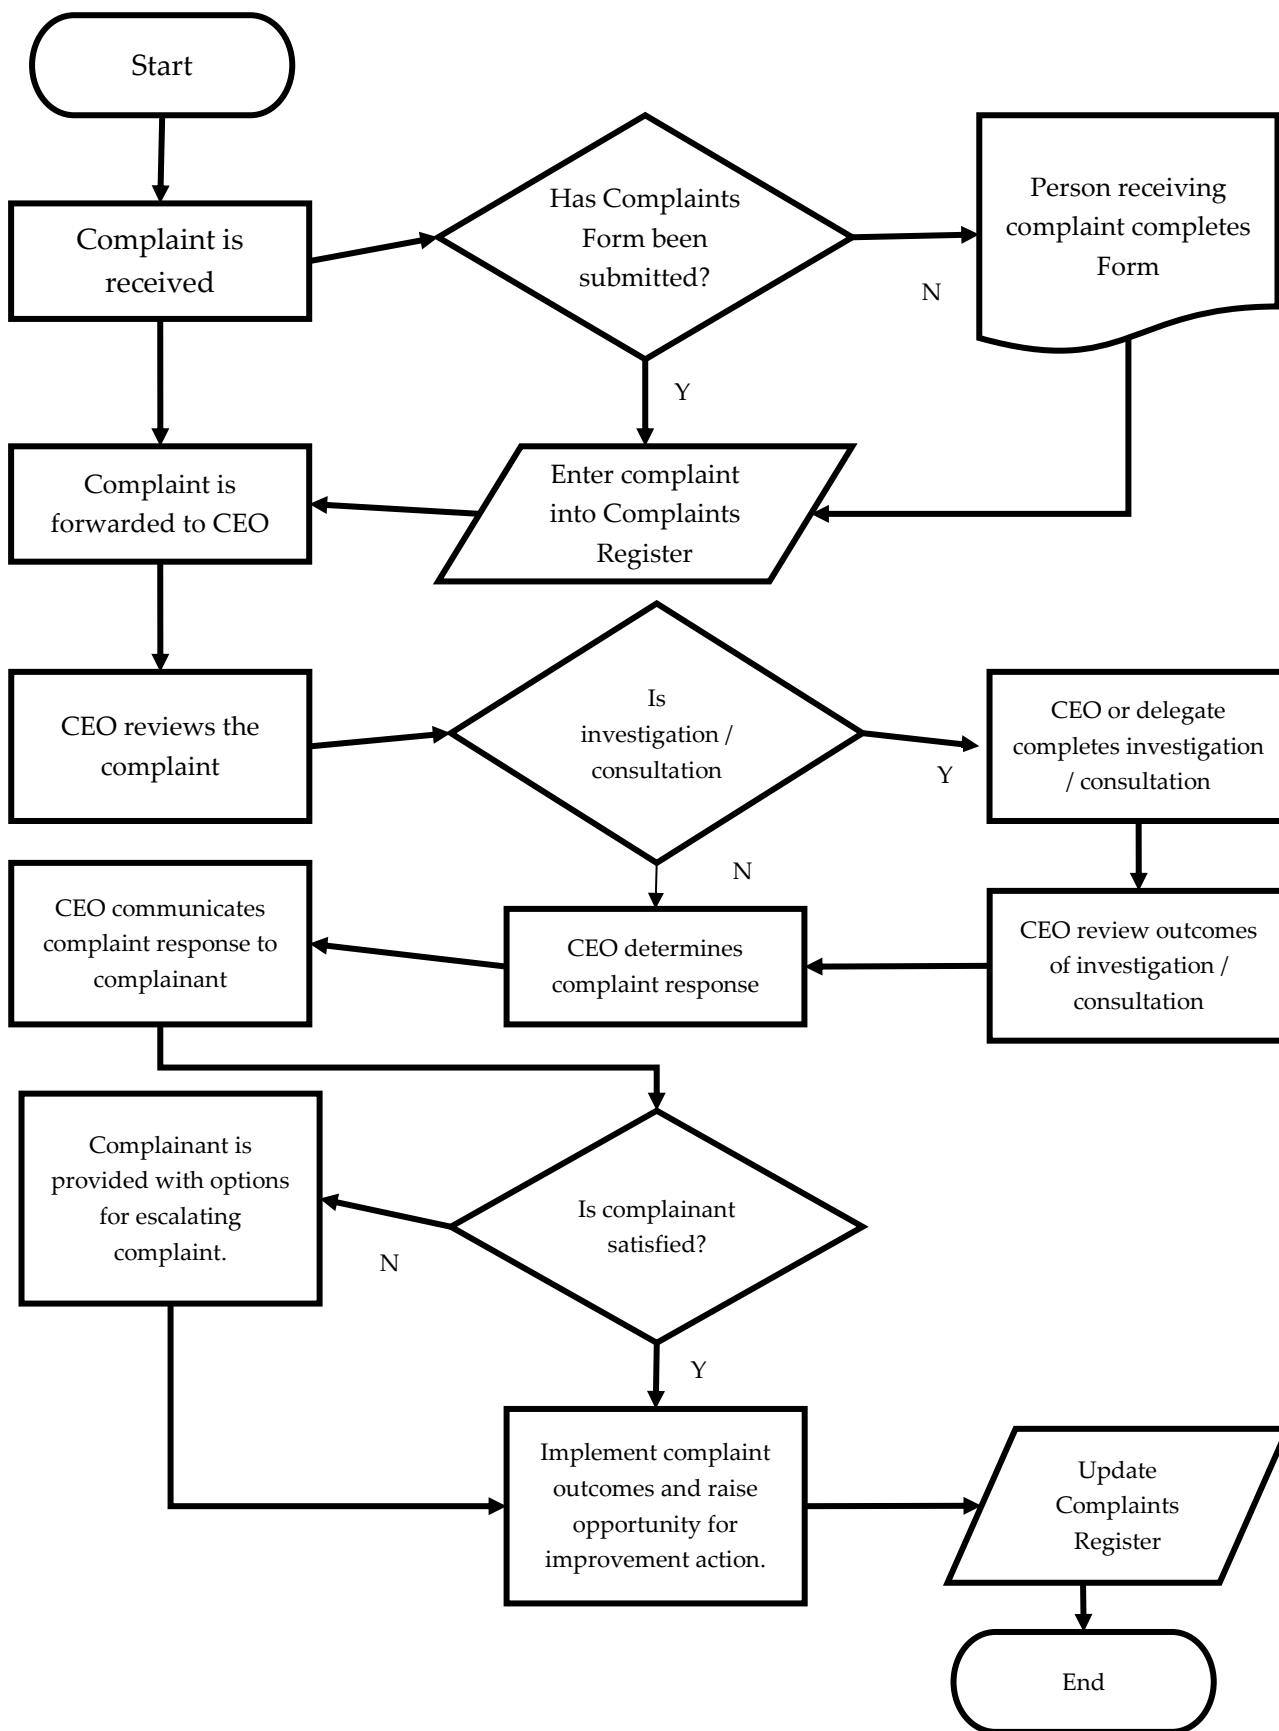 Start
Complaint is
received
Has Complaints
Form been
submitted?
Person receiving
complaint completes
Form
N
Y
Complaint is
forwarded to CEO
Enter complaint
into Complaints
Register
CEO reviews the
complaint
Is
investigation /
consultation
Y
CEO or delegate
completes investigation
/ consultation
N
CEO communicates
complaint response to
complainant
CEO determines
complaint response
CEO review outcomes
of investigation /
consultation
Complainant is
provided with options
for escalating
complaint.
N
Is complainant
satisfied?
Y
Implement complaint
outcomes and raise
opportunity for
improvement action.
Update
Complaints
Register
End